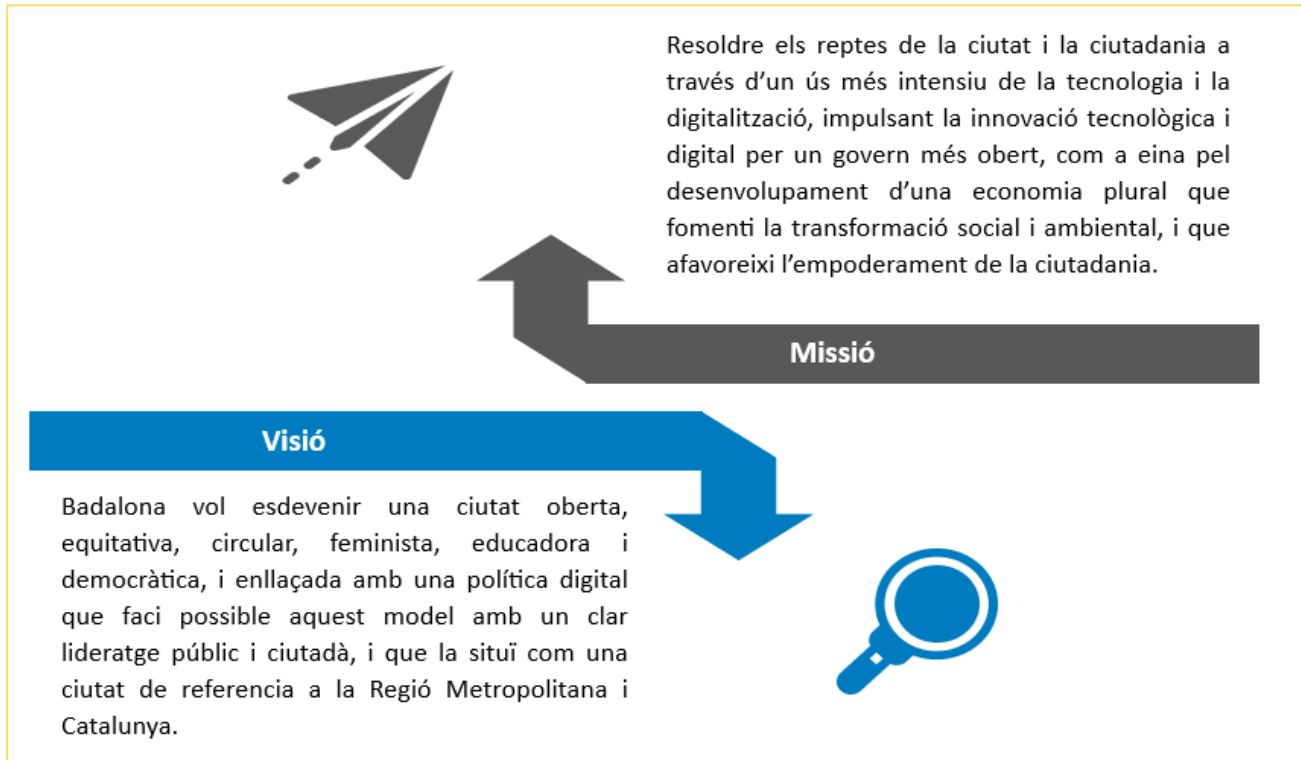 Resoldre els reptes de la ciutat i la ciutadania a
través d'un ús més intensiu de la tecnologia i la
digitalització, impulsant la innovació tecnològica i
digital per un govern més obert, com a eina pel
desenvolupament d'una economia plural que
fomenti la transformació social i ambiental, i que
afavoreixi l'empoderament de la ciutadania.
Missió
Visió
Badalona vol esdevenir una ciutat oberta,
equitativa, circular, feminista, educadora i
democràtica, i enllaçada amb una política digital
que faci possible aquest model amb un clar
lideratge públic i ciutadà, i que la situï com una
ciutat de referencia a la Regió Metropolitana i
Catalunya.